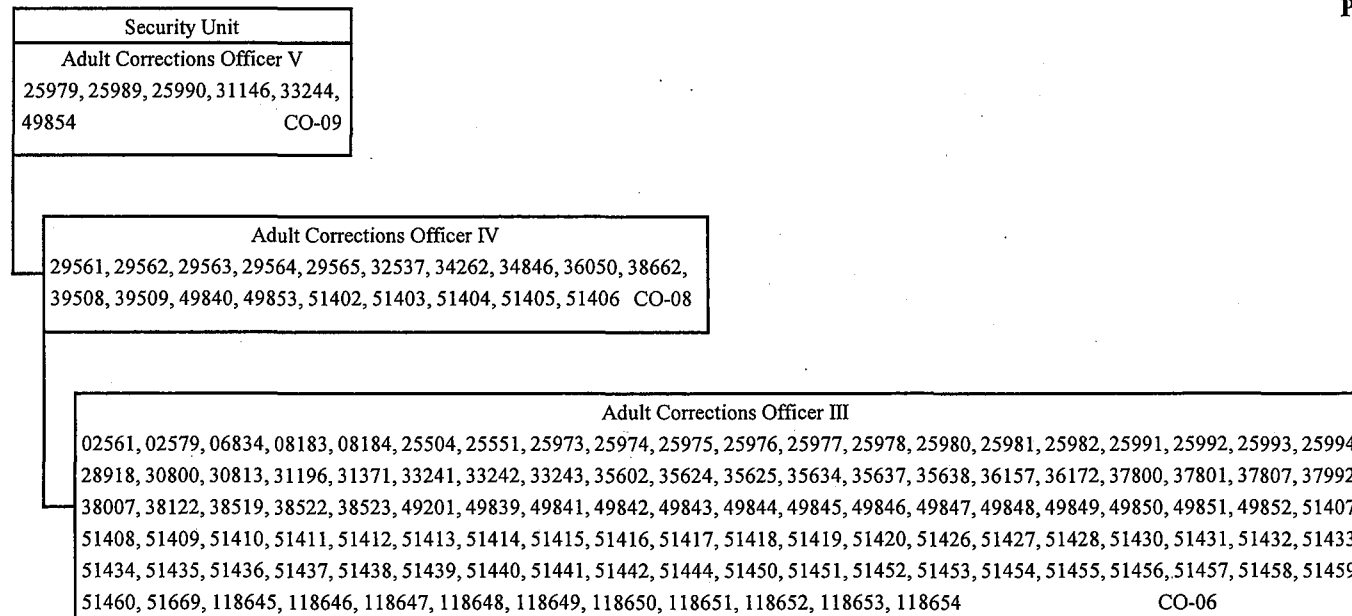 P
Security Unit
Adult Corrections Officer V
25979, 25989, 25990, 31146, 33244,
49854 CO-09
Adult Corrections Officer IV
29561, 29562, 29563, 29564, 29565, 32537, 34262, 34846, 36050, 38662,
39508, 39509, 49840, 49853, 51402, 51403, 51404, 51405, 51406 CO-08
Adult Corrections Officer III
02561, 02579, 06834, 08183, 08184, 25504, 25551, 25973, 25974, 25975, 25976, 25977, 25978, 25980, 25981, 25982, 25991, 25992, 25993, 25994
28918, 30800, 30813, 31196, 31371, 33241, 33242, 33243, 35602, 35624, 35625, 35634, 35637, 35638, 36157, 36172, 37800, 37801, 37807, 37992
38007, 38122, 38519, 38522, 38523, 49201, 49839, 49841, 49842, 49843, 49844, 49845, 49846, 49847, 49848, 49849, 49850, 49851, 49852, 51407
51408, 51409, 51410, 51411, 51412, 51413, 51414, 51415, 51416, 51417, 51418, 51419, 51420, 51426, 51427, 51428, 51430, 51431, 51432, 51433
51434, 51435, 51436, 51437, 51438, 51439, 51440, 51441, 51442, 51444, 51450, 51451, 51452, 51453, 51454, 51455, 51456, 51457, 51458, 51459
51460, 51669, 118645, 118646, 118647, 118648, 118649, 118650, 118651, 118652, 118653, 118654 CO-06